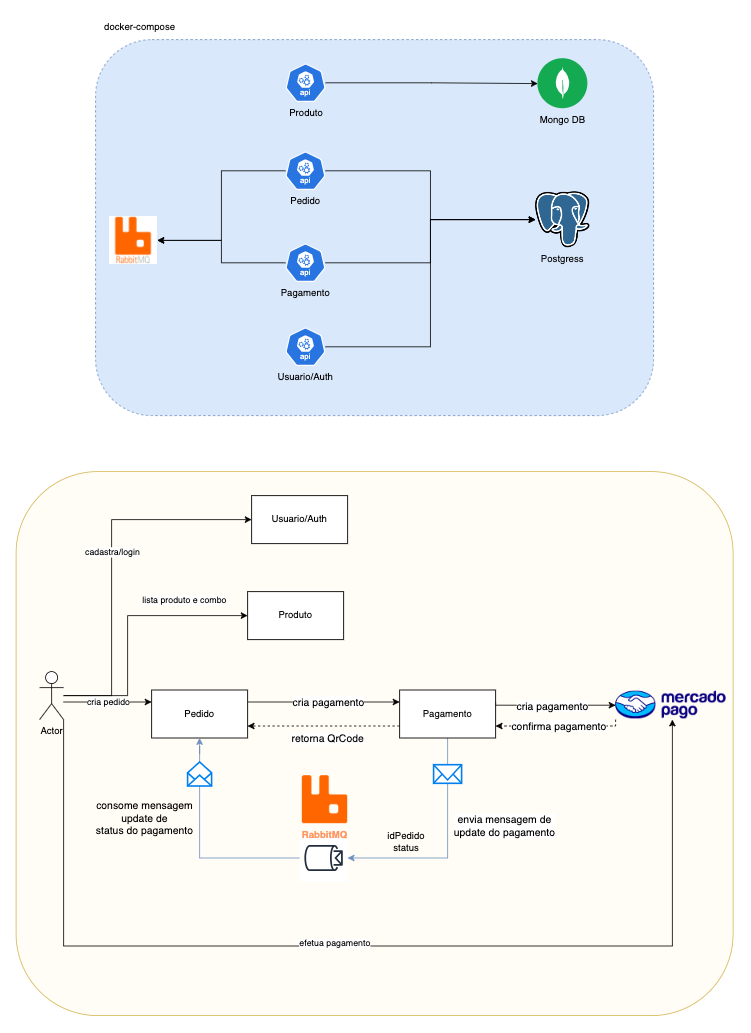 docker-compose
api
Produto
Mongo DB
api
Pedido
RabbitMQ
Postgress
api
Pagamento
api
Usuario/Auth
Usuario/Auth
cadastra/login
lista produto e combo
Produto
Actor
cria pedido
Pedido
cria pagamento
retorna QrCode
Pagamento
cria pagamento
confirma pagamento
mercado
pago
consome mensagem
update de
status do pagamento
RabbitMQ
idPedido
status
envia mensagem de
update do pagamento
efetua pagamento